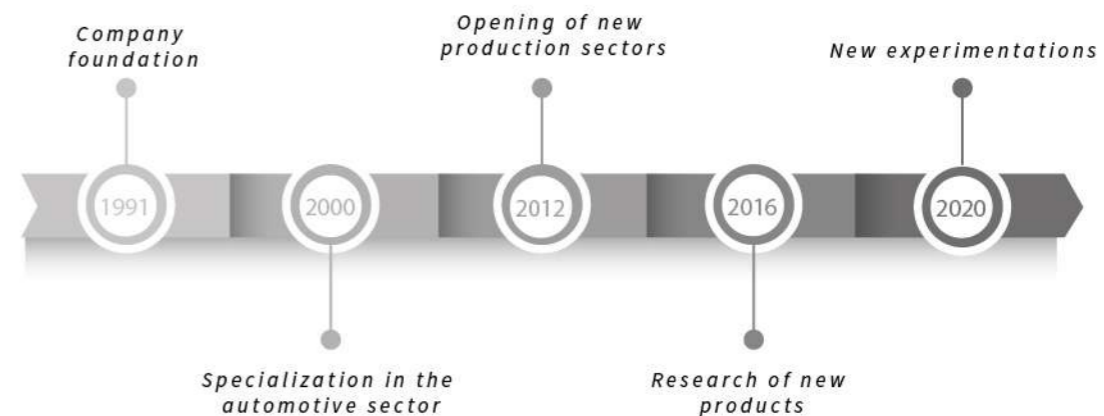 Company
foundation
Opening of new
production sectors
New experimentations
1991
2000
2012
2016
2020
Specialization in the
automotive sector
Research of new
products